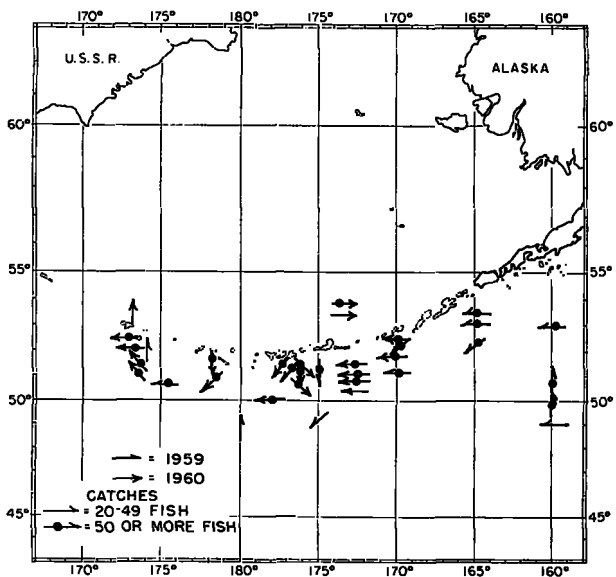 170° 175° 180° 175° 170° 165° 160°
U.S.S.R.
ALASKA
60° 60°
55° 55°
50° 50°
= 1959
= 1960
CATCHES
= 20-49 FISH
= 50 OR MORE FISH
45° 45°
170° 175° 180° 175° 170° 165° 160°